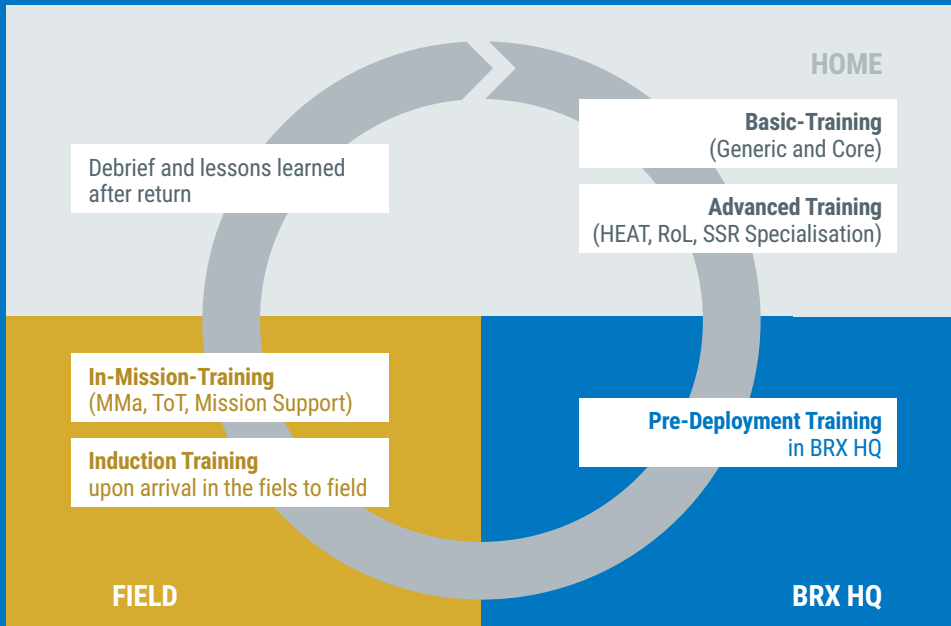 HOME
Basic-Training
(Generic and Core)
Advanced Training
(HEAT, RoL, SSR Specialisation)
Debrief and lessons learned
after return
In-Mission-Training
(MMa, ToT, Mission Support)
Induction Training
upon arrival in the fiels to field
Pre-Deployment Training
in BRX HQ
FIELD
BRX HQ